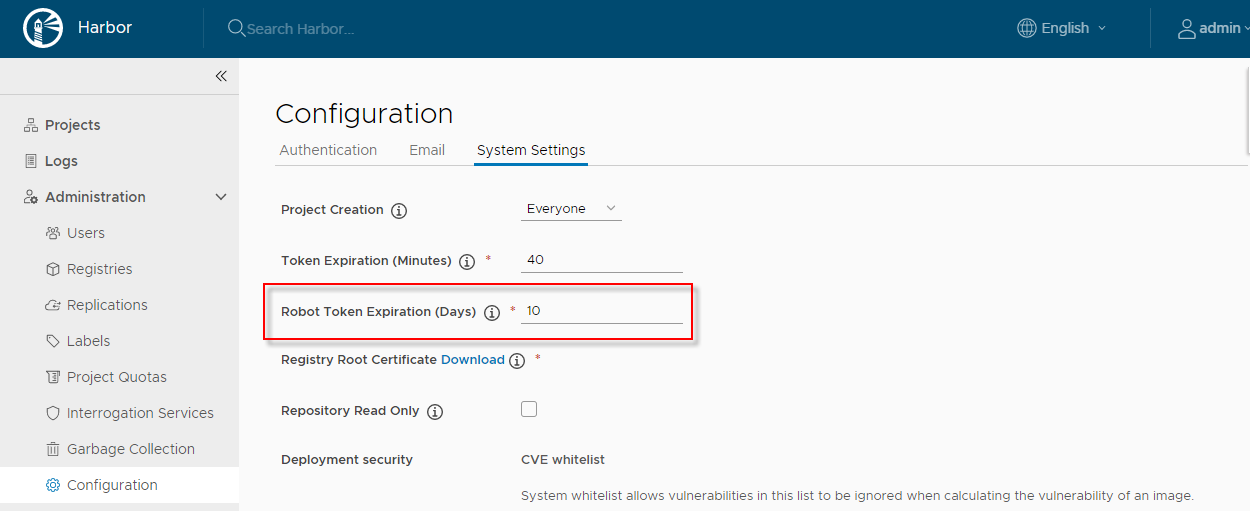 Harbor
Search Harbor...
English
admin
Projects
Logs
Administration
Users
Registries
Replications
Labels
Project Quotas
Interrogation Services
Garbage Collection
Configuration
Configuration
Authentication Email System Settings
Project Creation Everyone
Token Expiration (Minutes) * 40
Robot Token Expiration (Days) * 10
Registry Root Certificate Download *
Repository Read Only
Deployment security CVE whitelist
System whitelist allows vulnerabilities in this list to be ignored when calculating the vulnerability of an image.